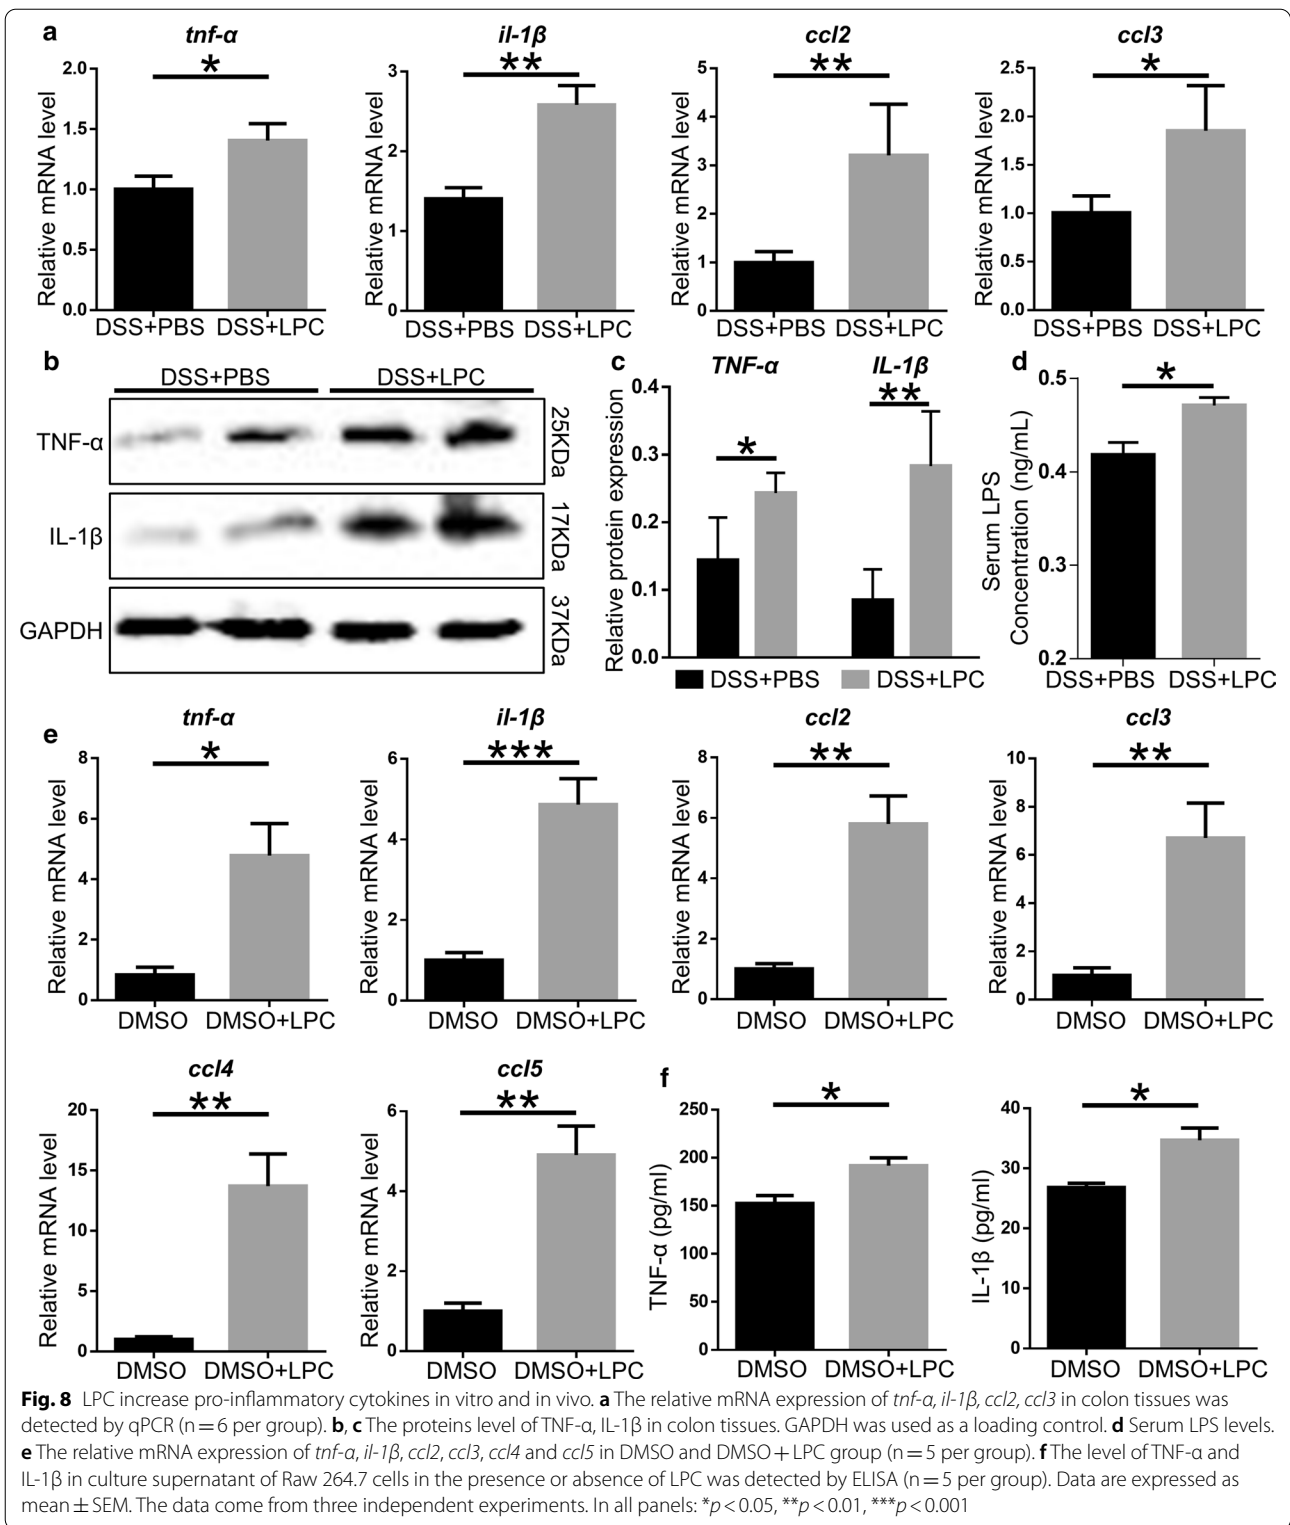 a
tnf-α
il-1β
ccl2
ccl3
*
**
**
*
Relative mRNA level
2.0
1.5
1.0
0.5
0.0
DSS+PBS DSS+LPC
Relative mRNA level
3
2
1
0
DSS+PBS DSS+LPC
Relative mRNA level
5
4
3
2
1
0
DSS+PBS DSS+LPC
Relative mRNA level
2.5
2.0
1.5
1.0
0.5
0.0
DSS+PBS DSS+LPC
b
DSS+PBS DSS+LPC
TNF-α 25KDa
IL-1β 17KDa
GAPDH 37KDa
c
TNF-α IL-1β
*
**
Relative protein expression
0.4
0.3
0.2
0.1
0.0
DSS+PBS DSS+LPC
d
*
Serum LPS
Concentration (ng/mL)
0.5
0.4
0.3
0.2
DSS+PBS DSS+LPC
e
tnf-α
*
Relative mRNA level
8
6
4
2
0
DMSO DMSO+LPC
il-1β
***
Relative mRNA level
6
4
2
0
DMSO DMSO+LPC
ccl2
**
Relative mRNA level
8
6
4
2
0
DMSO DMSO+LPC
ccl3
**
Relative mRNA level
10
8
6
4
2
0
DMSO DMSO+LPC
ccl4
**
Relative mRNA level
20
15
10
5
0
DMSO DMSO+LPC
ccl5
**
Relative mRNA level
6
4
2
0
DMSO DMSO+LPC
f
*
TNF-α (pg/ml)
250
200
150
100
50
0
DMSO DMSO+LPC
*
IL-1β (pg/ml)
40
30
20
10
0
DMSO DMSO+LPC
Fig. 8 LPC increase pro-inflammatory cytokines in vitro and in vivo. a The relative mRNA expression of tnf-α, il-1β, ccl2, ccl3 in colon tissues was
detected by qPCR (n = 6 per group). b, c The proteins level of TNF-α, IL-1β in colon tissues. GAPDH was used as a loading control. d Serum LPS levels.
e The relative mRNA expression of tnf-α, il-1β, ccl2, ccl3, ccl4 and ccl5 in DMSO and DMSO + LPC group (n = 5 per group). f The level of TNF-α and
IL-1β in culture supernatant of Raw 264.7 cells in the presence or absence of LPC was detected by ELISA (n = 5 per group). Data are expressed as
mean ± SEM. The data come from three independent experiments. In all panels: *p < 0.05, **p < 0.01, ***p < 0.001